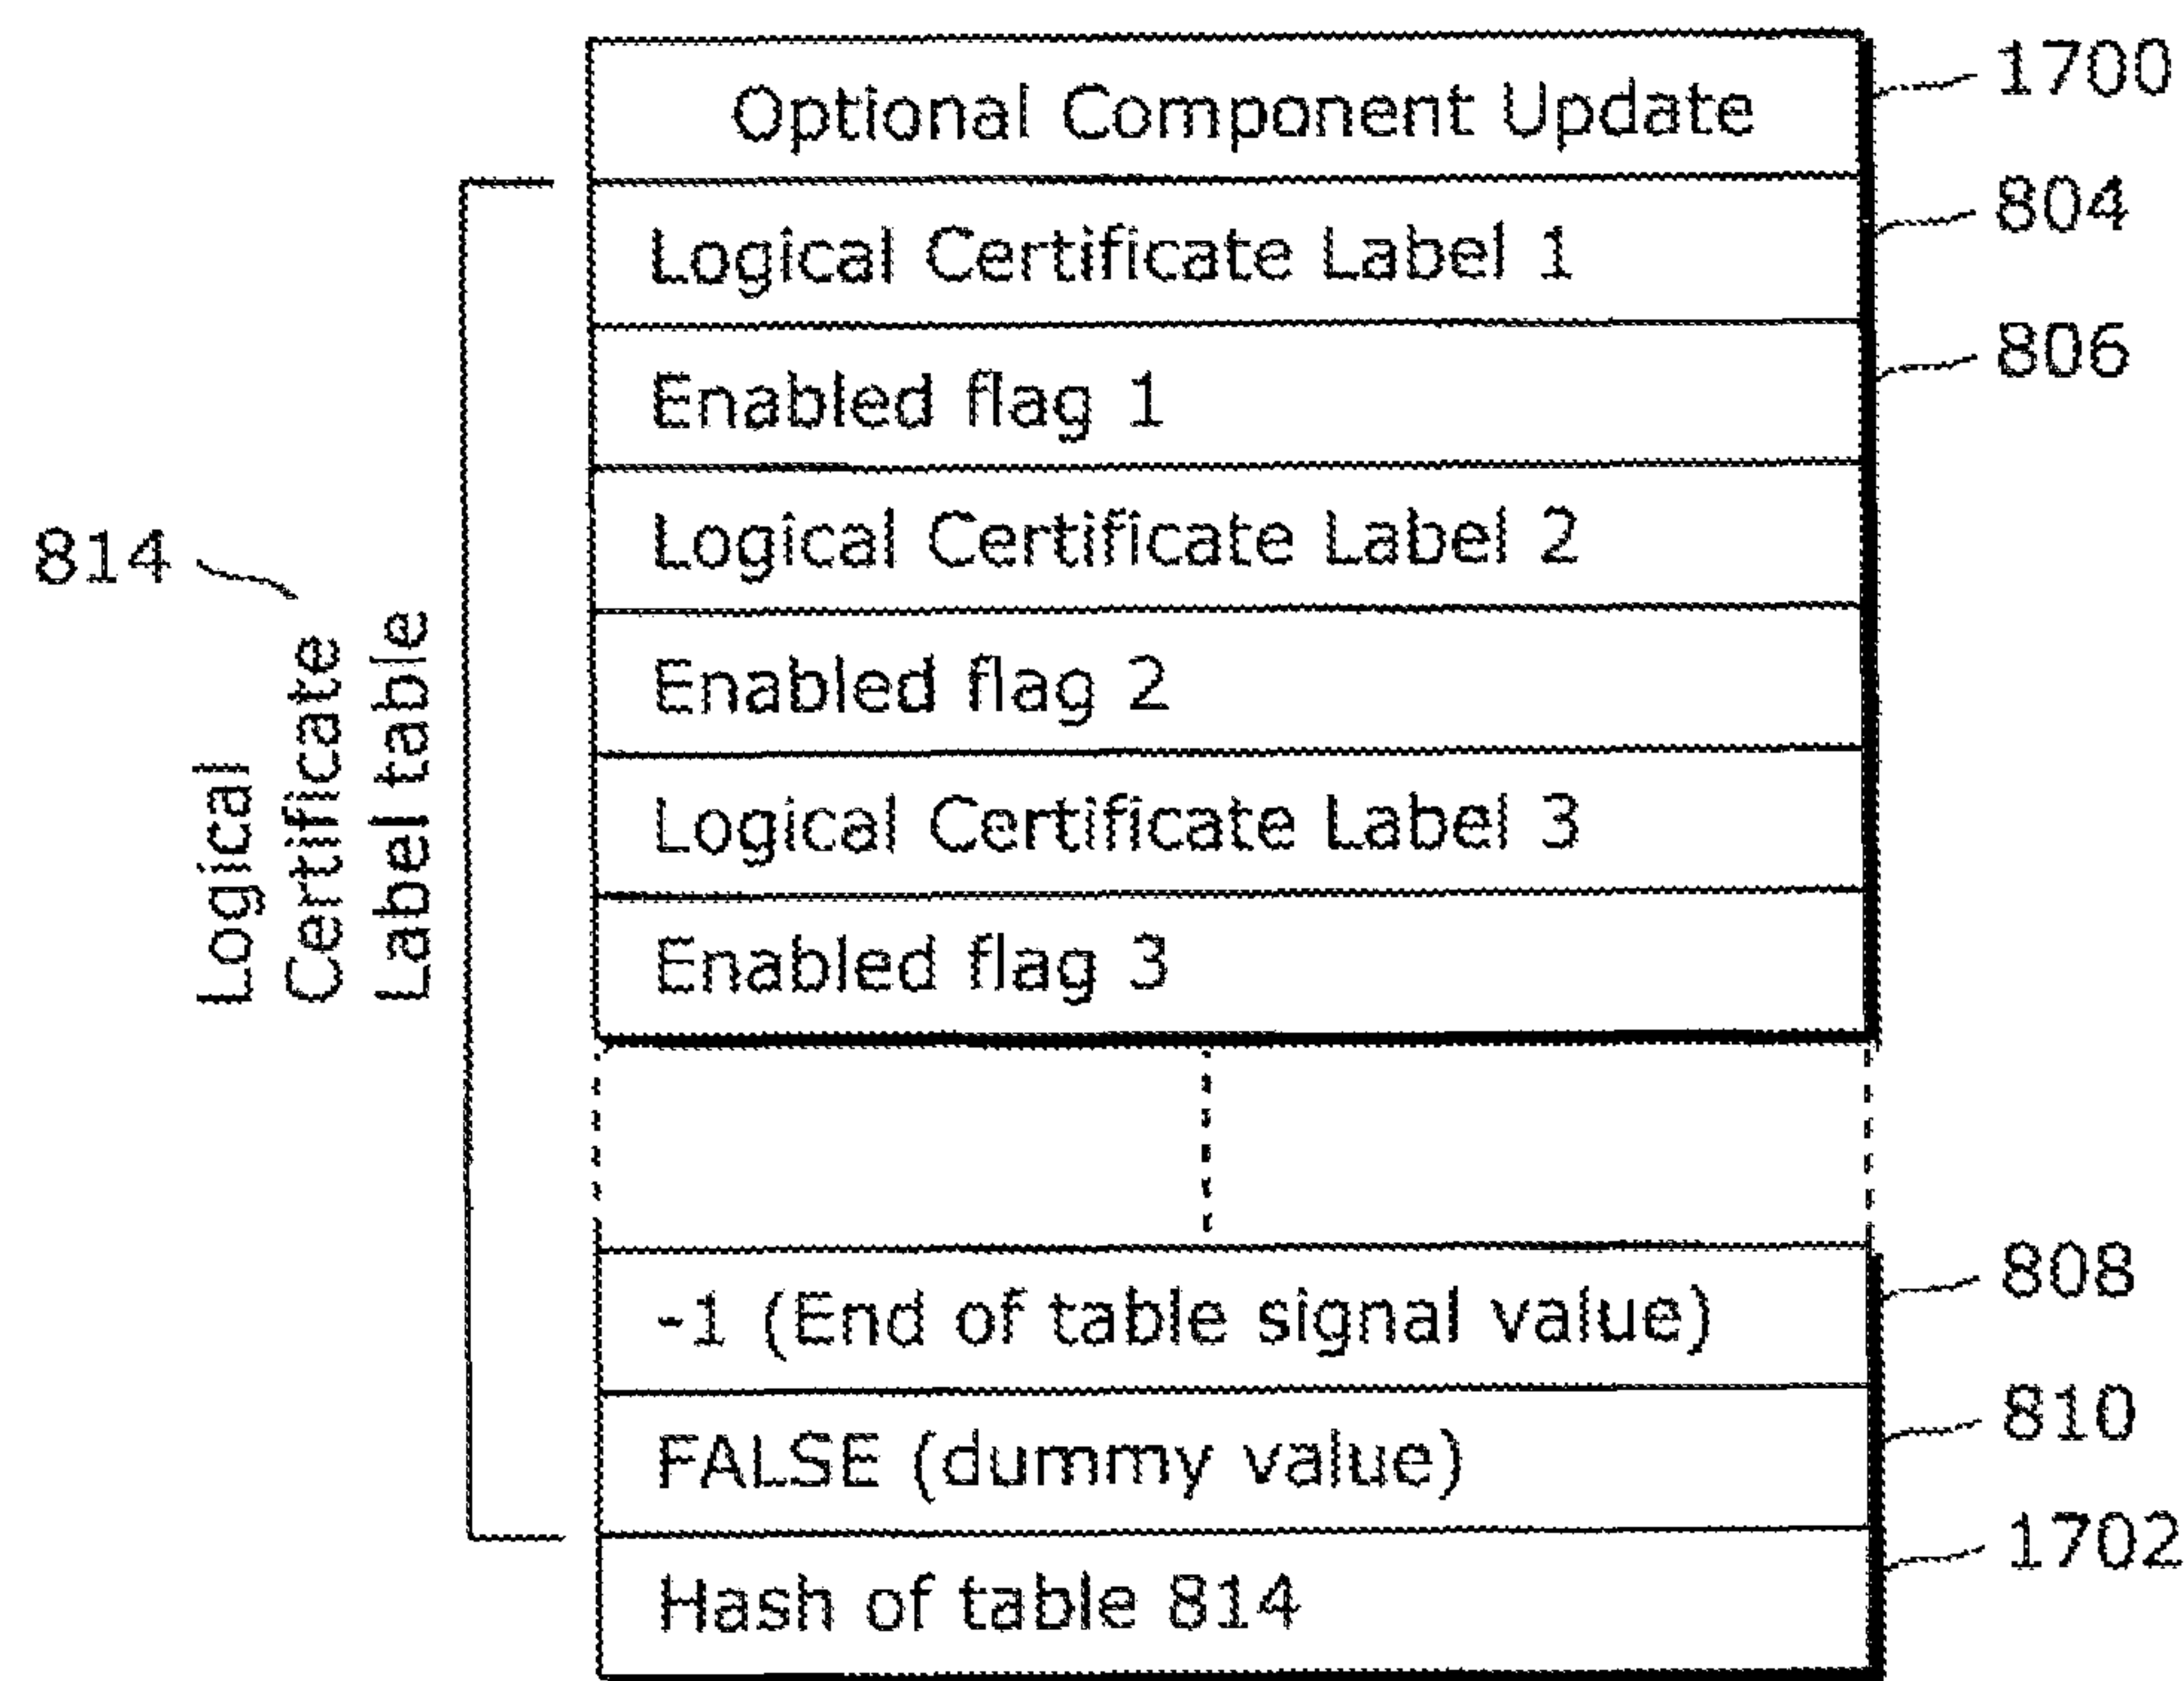 Optional Component Update
1700
Logical Certificate Label 1
804
Enabled flag 1
806
Logical Certificate Label 2
Enabled flag 2
Logical Certificate Label 3
Enabled flag 3
814
Logical
Certificate
Label table
-1 (End of table signal value)
808
FALSE (dummy value)
810
Hash of table 814
1702